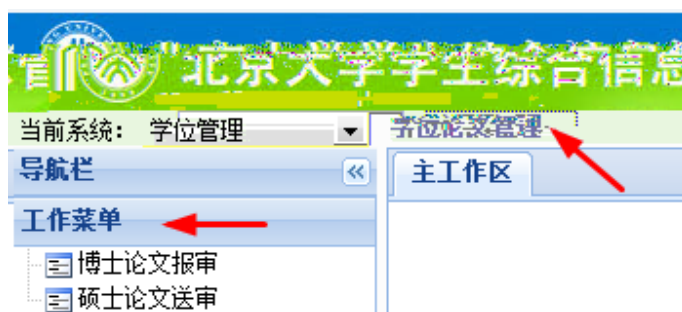 北京大学学生综合信息
当前系统： 学位管理 学位论文管理
导航栏 主工作区
工作菜单
博士论文报审
硕士论文送审